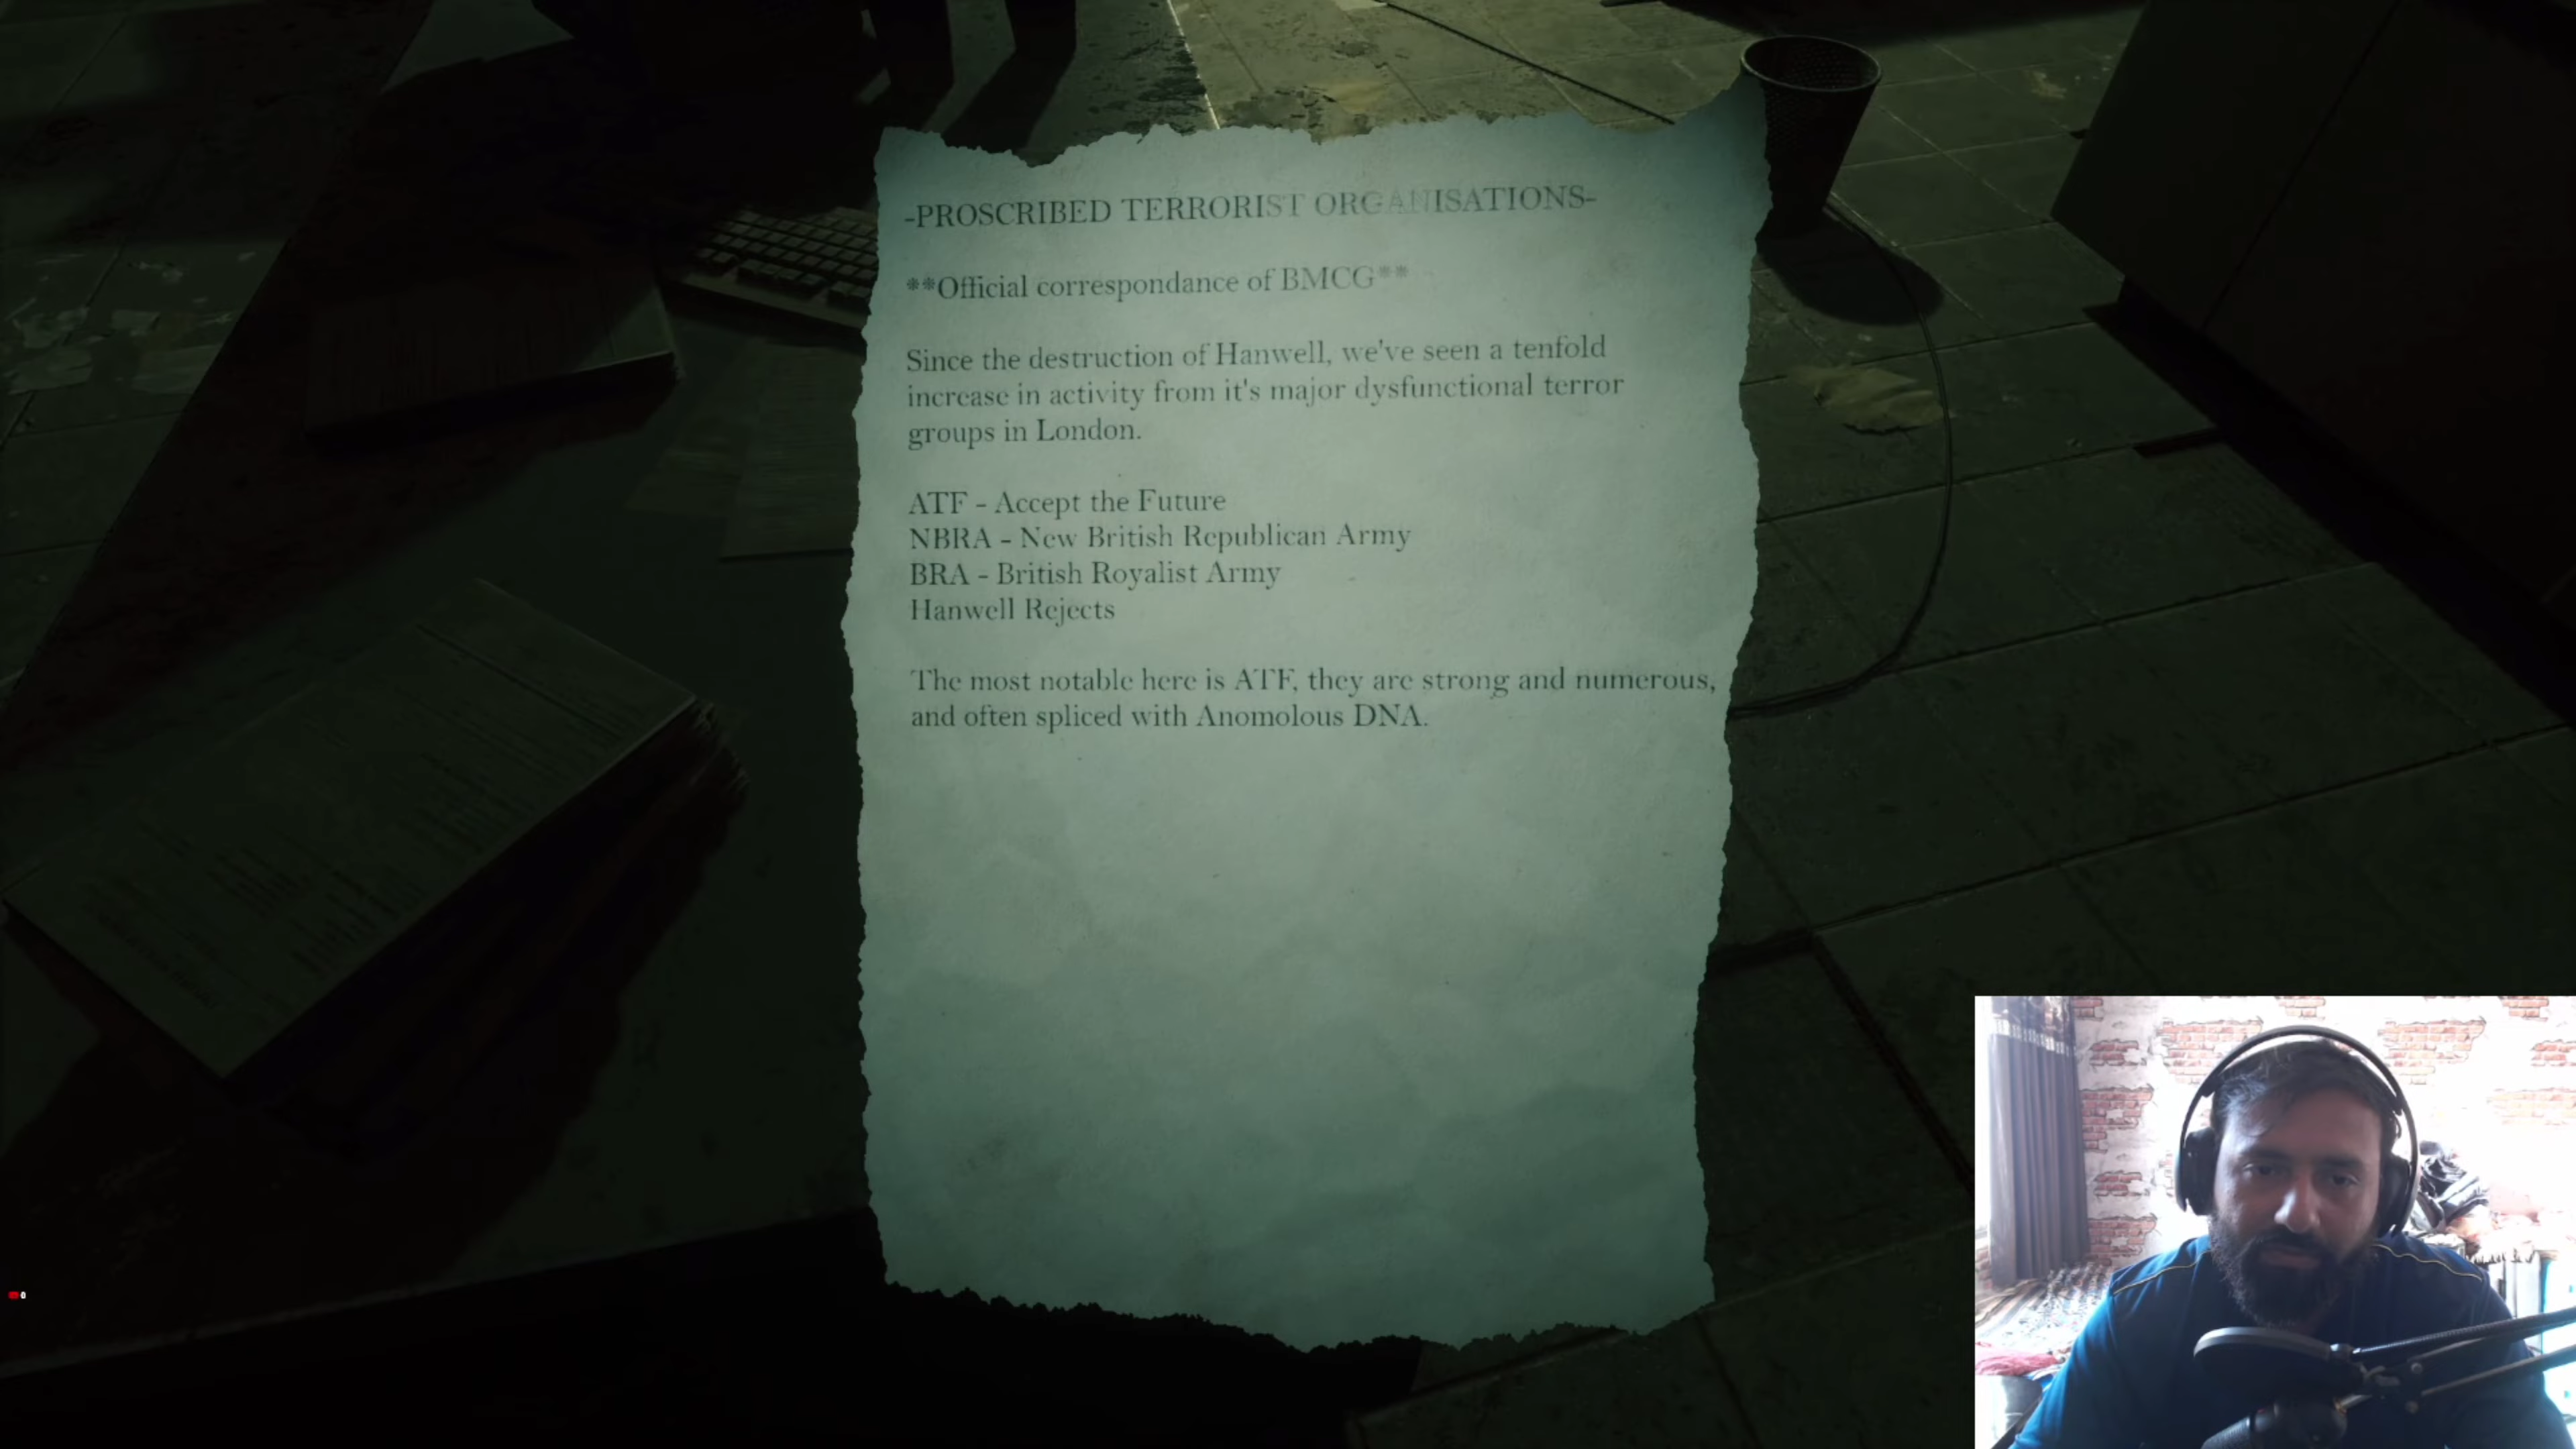 -PROSCRIBED TERRORIST ORGANISATIONS-
**Official correspondance of BMCG**
Since the destruction of Hanwell, we've seen a tenfold
increase in activity from it's major dysfunctional terror
groups in London.
ATF - Accept the Future
NBRA - New British Republican Army
BRA - British Royalist Army
Hanwell Rejects
The most notable here is ATF, they are strong and numerous,
and often spliced with Anomolous DNA.
0